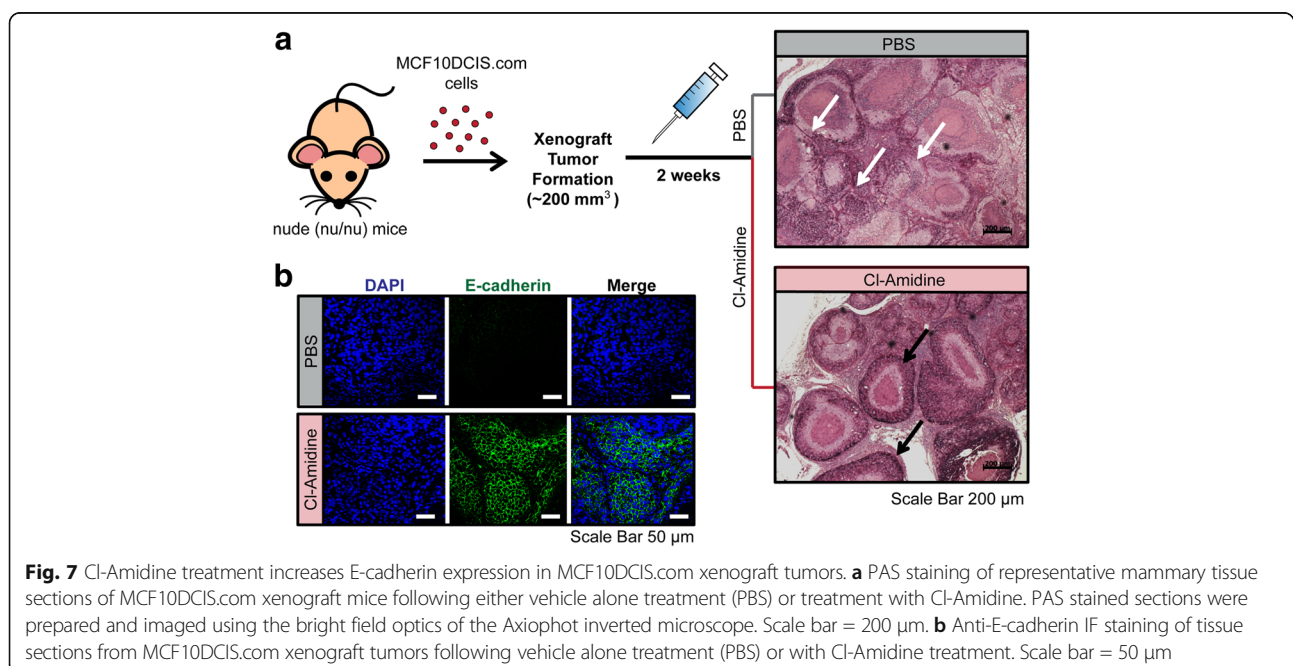 a
MCF10DCIS.com
cells
nude (nu/nu) mice
Xenograft
Tumor
Formation
(~200 mm³)
2 weeks
PBS
Cl-Amidine
PBS
200 µm
Cl-Amidine
200 µm
Scale Bar 200 µm
b
DAPI E-cadherin Merge
PBS
Cl-Amidine
Scale Bar 50 µm
Fig. 7 Cl-Amidine treatment increases E-cadherin expression in MCF10DCIS.com xenograft tumors. a PAS staining of representative mammary tissue
sections of MCF10DCIS.com xenograft mice following either vehicle alone treatment (PBS) or treatment with Cl-Amidine. PAS stained sections were
prepared and imaged using the bright field optics of the Axiophot inverted microscope. Scale bar = 200 μm. b Anti-E-cadherin IF staining of tissue
sections from MCF10DCIS.com xenograft tumors following vehicle alone treatment (PBS) or with Cl-Amidine treatment. Scale bar = 50 μm